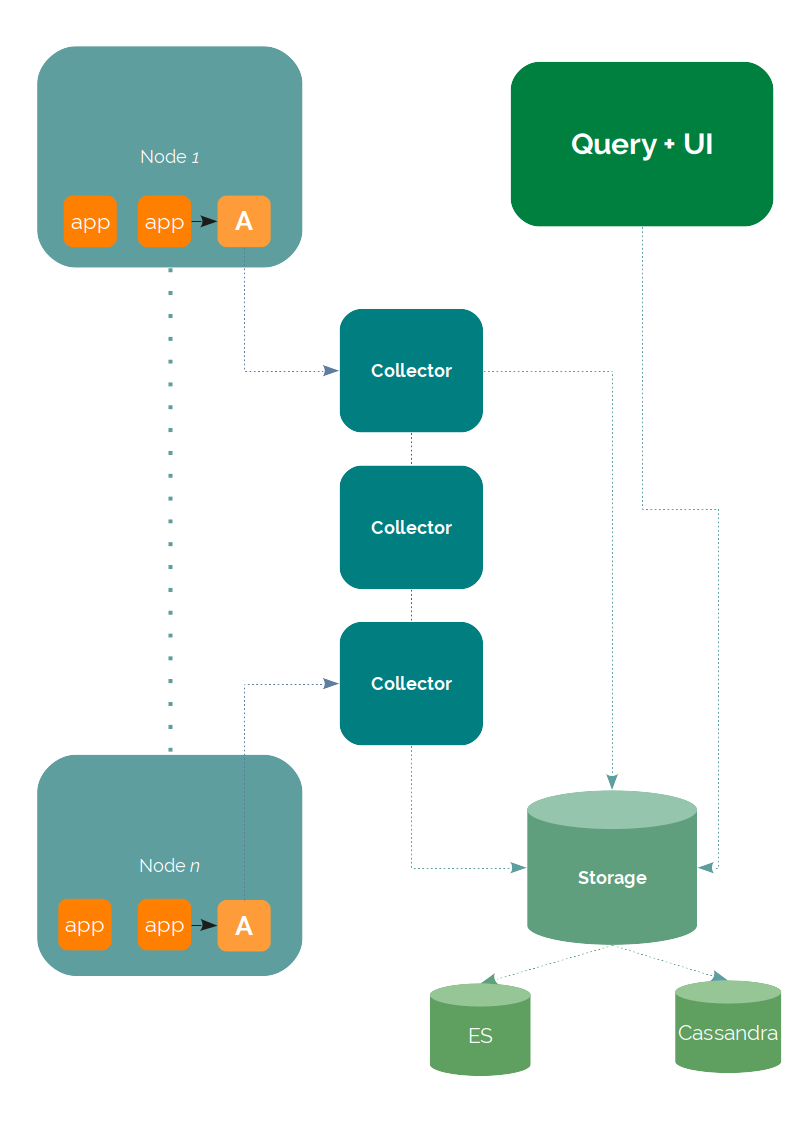 Node 1
app
app
A
Query + UI
Collector
Collector
Collector
Node n
app
app
A
Storage
ES
Cassandra